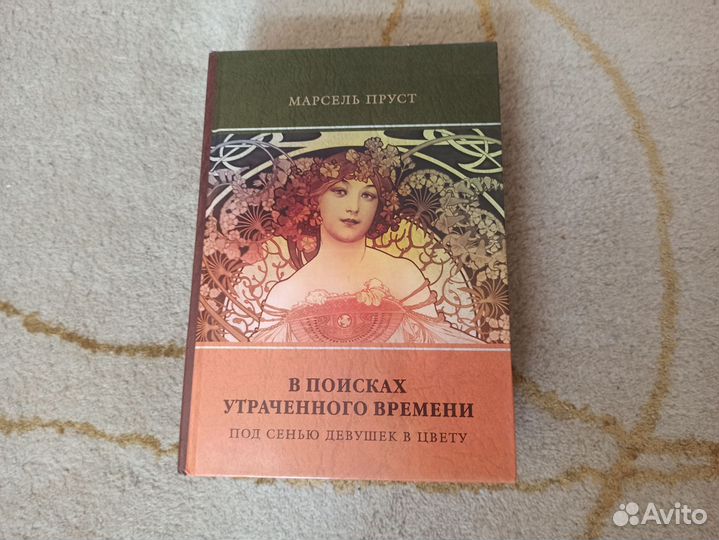 МАРСЕЛЬ ПРУСТ
В ПОИСКАХ
УТРАЧЕННОГО ВРЕМЕНИ
ПОД СЕНЬЮ ДЕВУШЕК В ЦВЕТУ
Avito